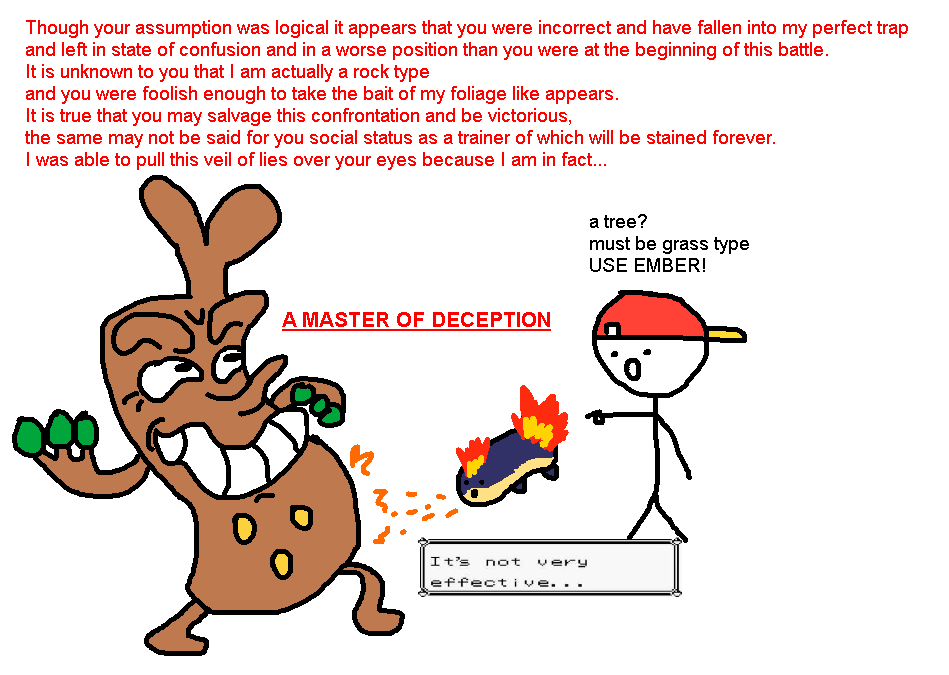 Though your assumption was logical it appears that you were incorrect and have fallen into my perfect trap
and left in state of confusion and in a worse position than you were at the beginning of this battle.
It is unknown to you that I am actually a rock type
and you were foolish enough to take the bait of my foliage like appears.
It is true that you may salvage this confrontation and be victorious,
the same may not be said for you social status as a trainer of which will be stained forever.
I was able to pull this veil of lies over your eyes because I am in fact...
a tree?
must be grass type
USE EMBER!
A MASTER OF DECEPTION
It's not very
effective...